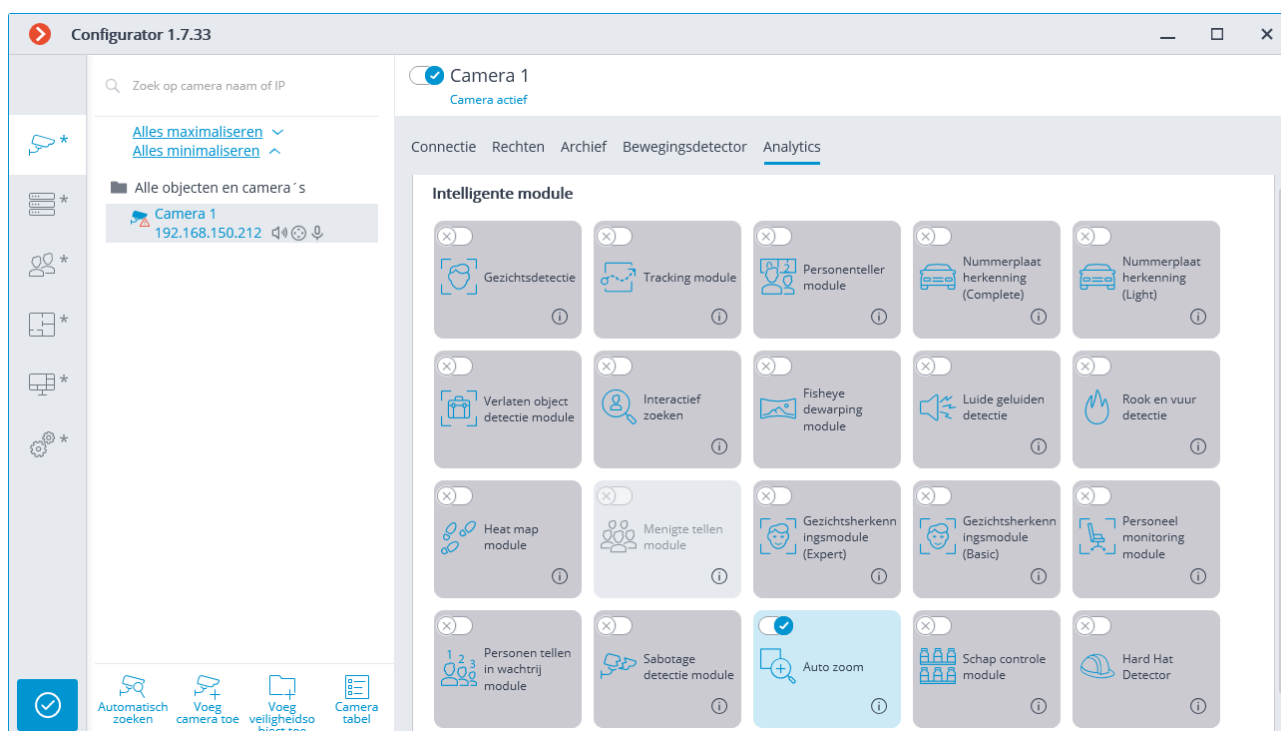 Configurator 1.7.33
Zoek op camera naam of IP
Alles maximaliseren
Alles minimaliseren
Alle objecten en camera´s
Camera 1
192.168.150.212
Automatisch
zoeken
Voeg
camera toe
Voeg
veiligheidso
bject toe
Camera
tabel
Camera 1
Camera actief
Connectie Rechten Archief Bewegingsdetector Analytics
Intelligente module
Gezichtsdetectie
Tracking module
Personenteller
module
Nummerplaat
herkenning
(Complete)
Nummerplaat
herkenning
(Light)
Verlaten object
detectie module
Interactief
zoeken
Fisheye
dewarping
module
Luide geluiden
detectie
Rook en vuur
detectie
Heat map
module
Menigte tellen
module
Gezichtsherkenn
ingsmodule
(Expert)
Gezichtsherkenn
ingsmodule
(Basic)
Personeel
monitoring
module
Personen tellen
in wachtrij
module
Sabotage
detectie module
Auto zoom
Schap controle
module
Hard Hat
Detector